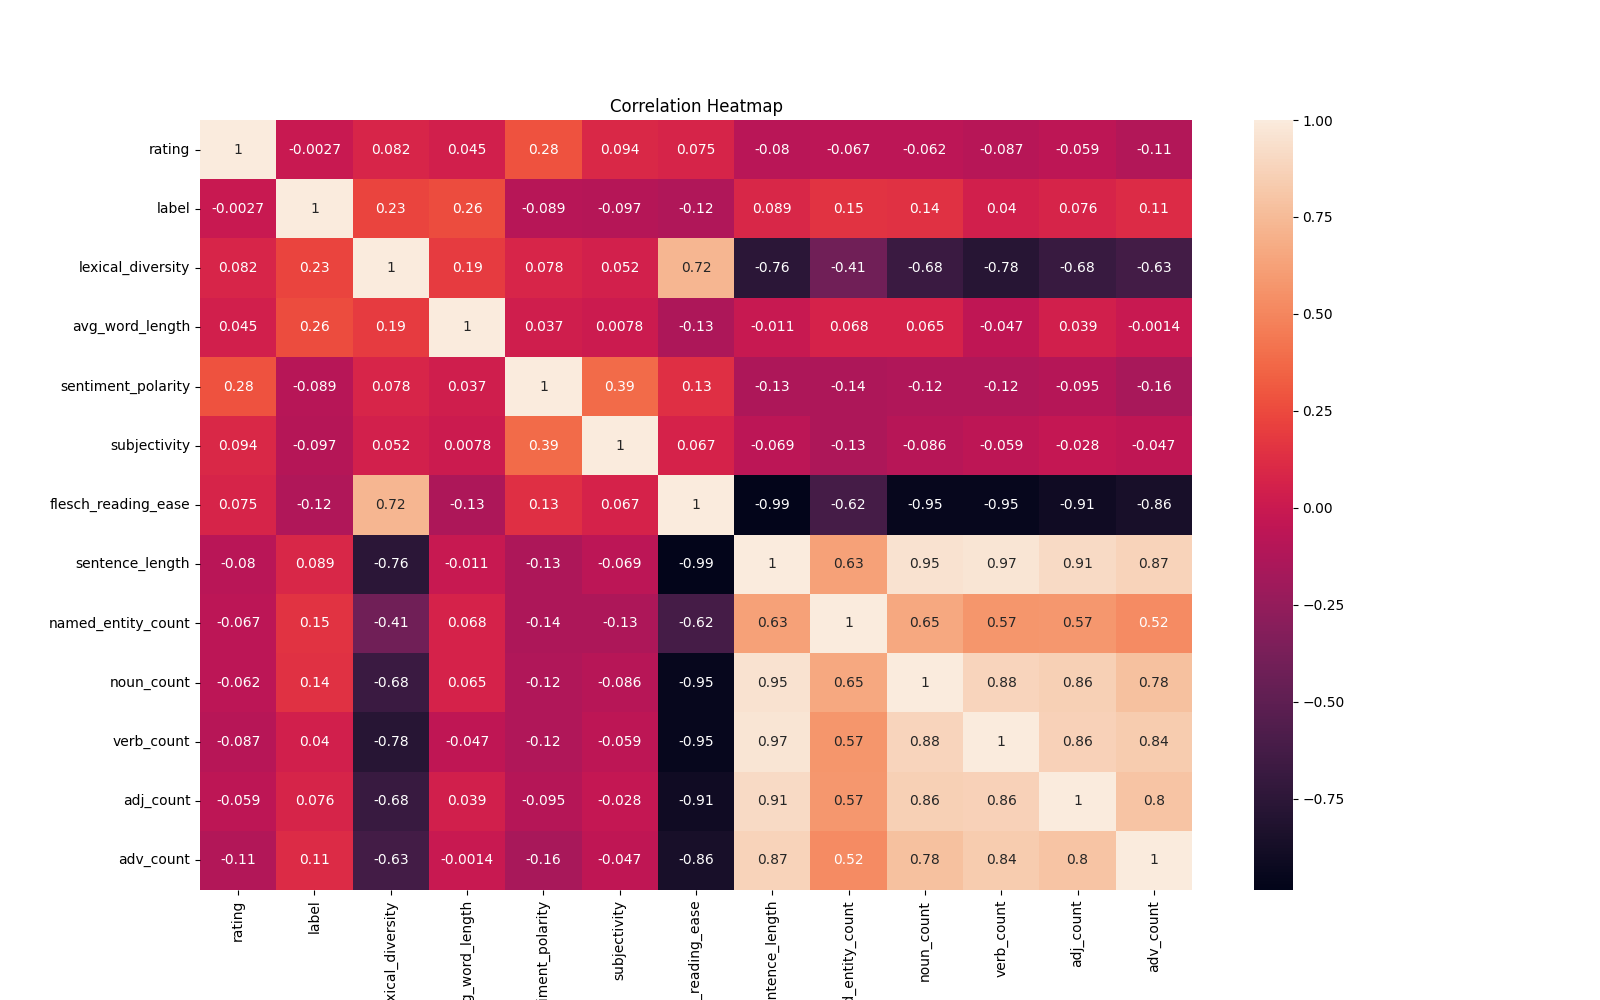 Correlation Heatmap
rating 1 -0.0027 0.082 0.045 0.28 0.094 0.075 -0.08 -0.067 -0.062 -0.087 -0.059 -0.11
label -0.0027 1 0.23 0.26 -0.089 -0.097 -0.12 0.089 0.15 0.14 0.04 0.076 0.11
lexical_diversity 0.082 0.23 1 0.19 0.078 0.052 0.72 -0.76 -0.41 -0.68 -0.78 -0.68 -0.63
avg_word_length 0.045 0.26 0.19 1 0.037 0.0078 -0.13 -0.011 0.068 0.065 -0.047 0.039 -0.0014
sentiment_polarity 0.28 -0.089 0.078 0.037 1 0.39 0.13 -0.13 -0.14 -0.12 -0.12 -0.095 -0.16
subjectivity 0.094 -0.097 0.052 0.0078 0.39 1 0.067 -0.069 -0.13 -0.086 -0.059 -0.028 -0.047
flesch_reading_ease 0.075 -0.12 0.72 -0.13 0.13 0.067 1 -0.99 -0.62 -0.95 -0.95 -0.91 -0.86
sentence_length -0.08 0.089 -0.76 -0.011 -0.13 -0.069 -0.99 1 0.63 0.95 0.97 0.91 0.87
named_entity_count -0.067 0.15 -0.41 0.068 -0.14 -0.13 -0.62 0.63 1 0.65 0.57 0.57 0.52
noun_count -0.062 0.14 -0.68 0.065 -0.12 -0.086 -0.95 0.95 0.65 1 0.88 0.86 0.78
verb_count -0.087 0.04 -0.78 -0.047 -0.12 -0.059 -0.95 0.97 0.57 0.88 1 0.86 0.84
adj_count -0.059 0.076 -0.68 0.039 -0.095 -0.028 -0.91 0.91 0.57 0.86 0.86 1 0.8
adv_count -0.11 0.11 -0.63 -0.0014 -0.16 -0.047 -0.86 0.87 0.52 0.78 0.84 0.8 1
rating
label
xical_diversity
g_word_length
iment_polarity
subjectivity
_reading_ease
ntence_length
d_entity_count
noun_count
verb_count
adj_count
adv_count
1.00
0.75
0.50
0.25
0.00
−0.25
−0.50
−0.75